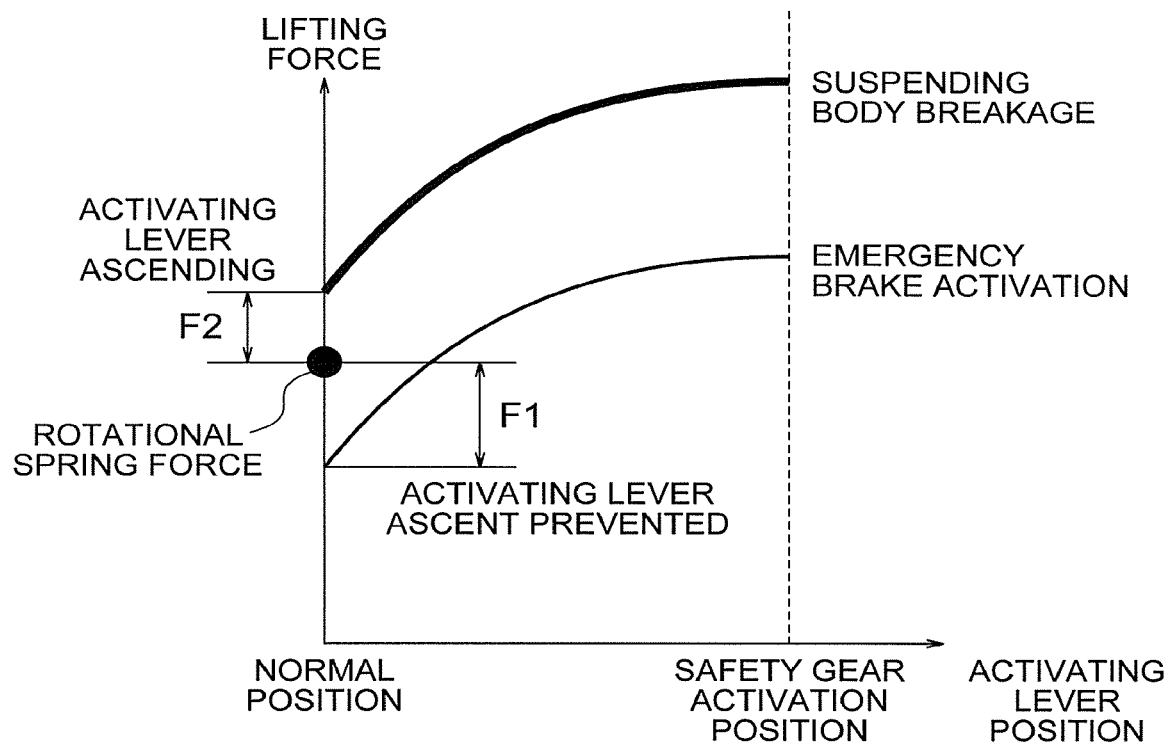 LIFTING
FORCE
SUSPENDING
BODY BREAKAGE
ACTIVATING
LEVER
ASCENDING
EMERGENCY
BRAKE ACTIVATION
F2
F1
ROTATIONAL
SPRING FORCE
ACTIVATING LEVER
ASCENT PREVENTED
NORMAL
POSITION
SAFETY GEAR
ACTIVATION
POSITION
ACTIVATING
LEVER
POSITION